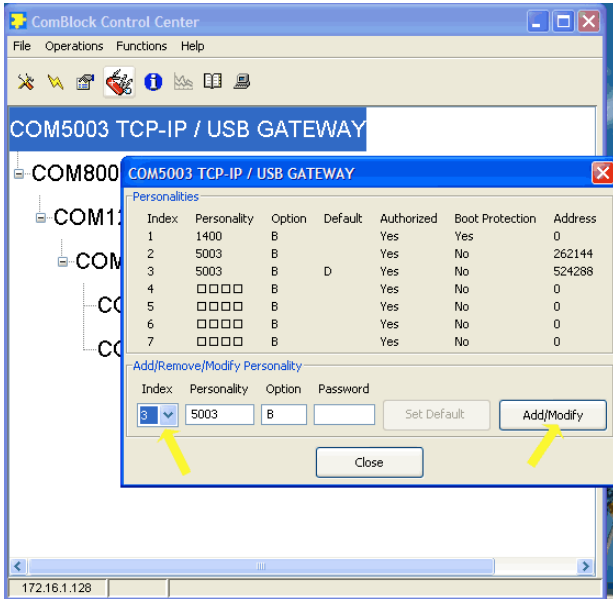 ComBlock Control Center
File Operations Functions Help
COM5003 TCP-IP / USB GATEWAY
COM800
COM5003 TCP-IP / USB GATEWAY
Personalities
Index Personality Option Default Authorized Boot Protection Address
1 1400 B Yes Yes 0
2 5003 B Yes No 262144
3 5003 B D Yes No 524288
4 □□□□ B Yes No 0
5 □□□□ B Yes No 0
6 □□□□ B Yes No 0
7 □□□□ B Yes No 0
COM12
COM
CO
CO
Add/Remove/Modify Personality
Index Personality Option Password
3 5003 B Set Default Add/Modify
Close
172.16.1.128